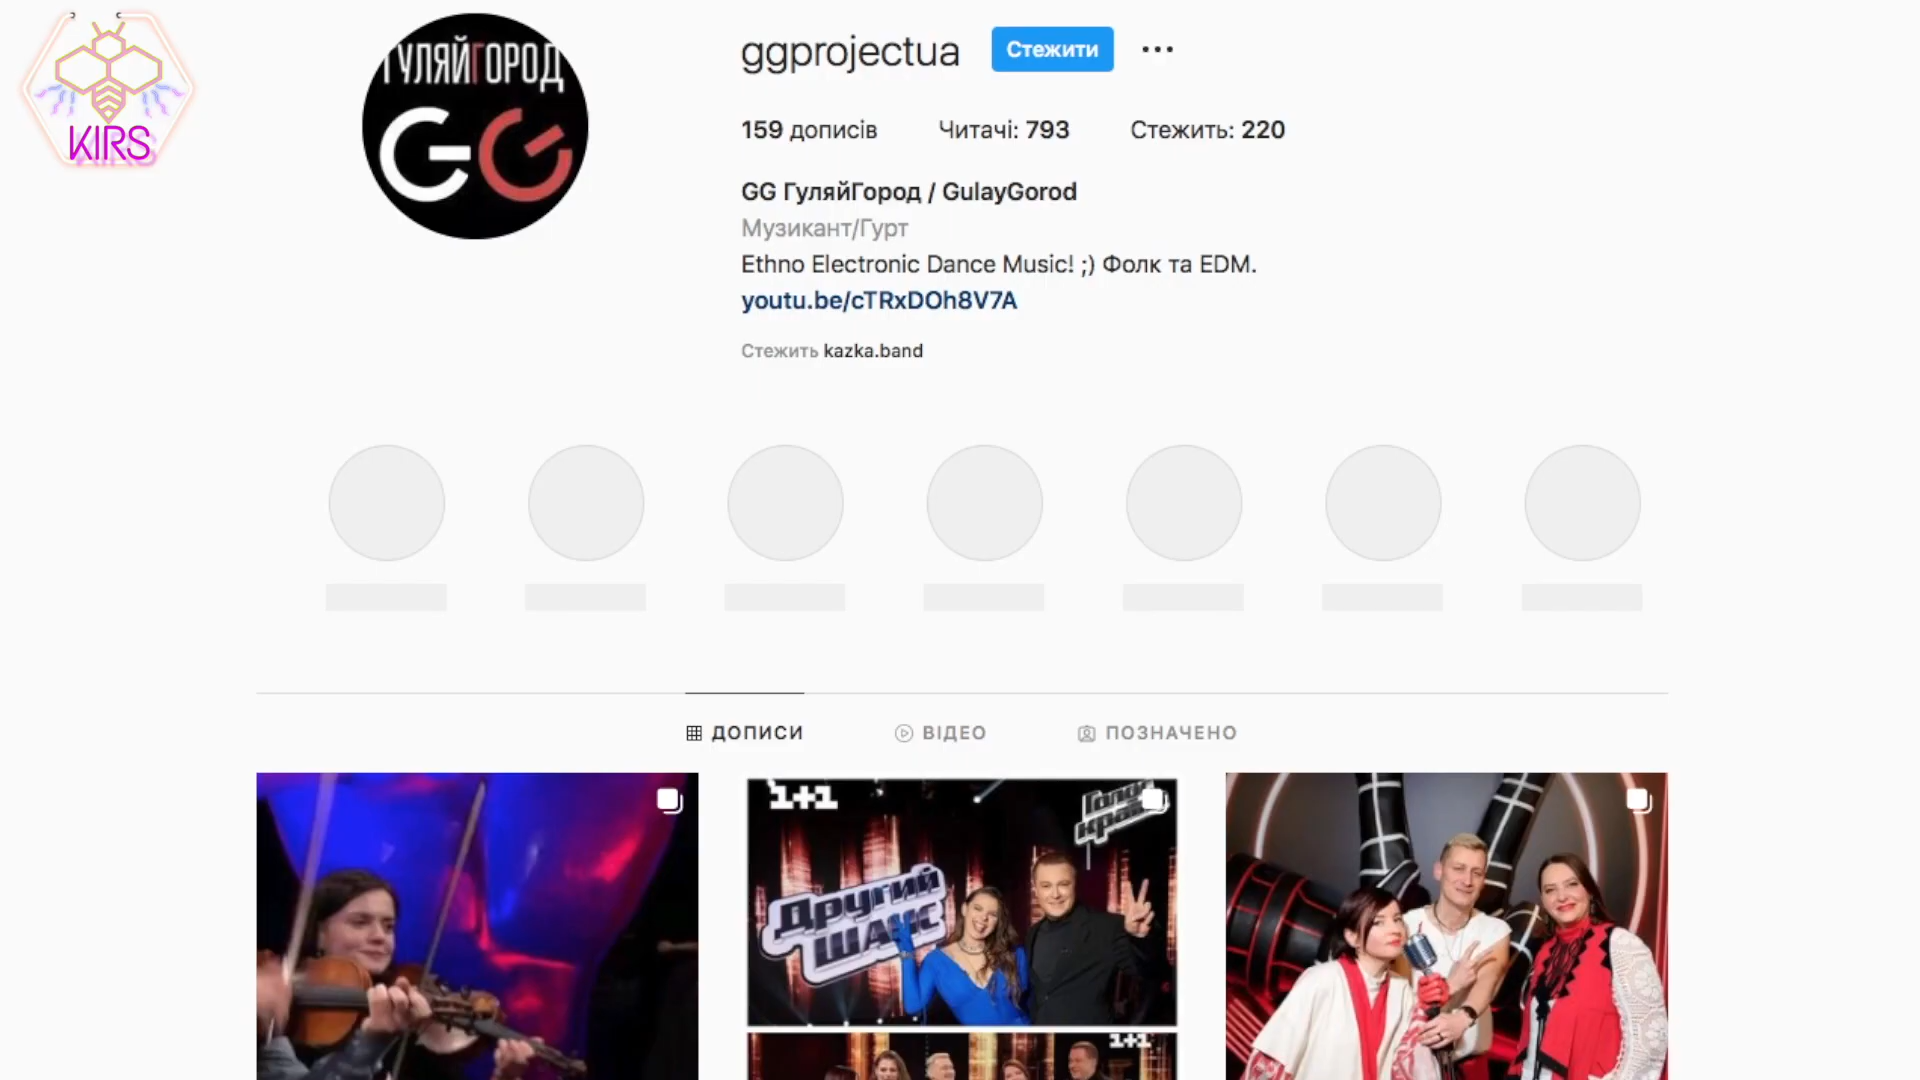 KIRS
ГУЛЯЙГОРОД
GG
ggprojectua
Стежити
159 дописів Читачі: 793 Стежить: 220
GG ГуляйГород / GulayGorod
Музикант/Гурт
Ethno Electronic Dance Music! ;) Фолк та EDM.
youtu.be/cTRxDOh8V7A
Стежить kazka.band
ДОПИСИ ВІДЕО ПОЗНАЧЕНО
1+1
Голос
країни
Другий
шанс
1+1